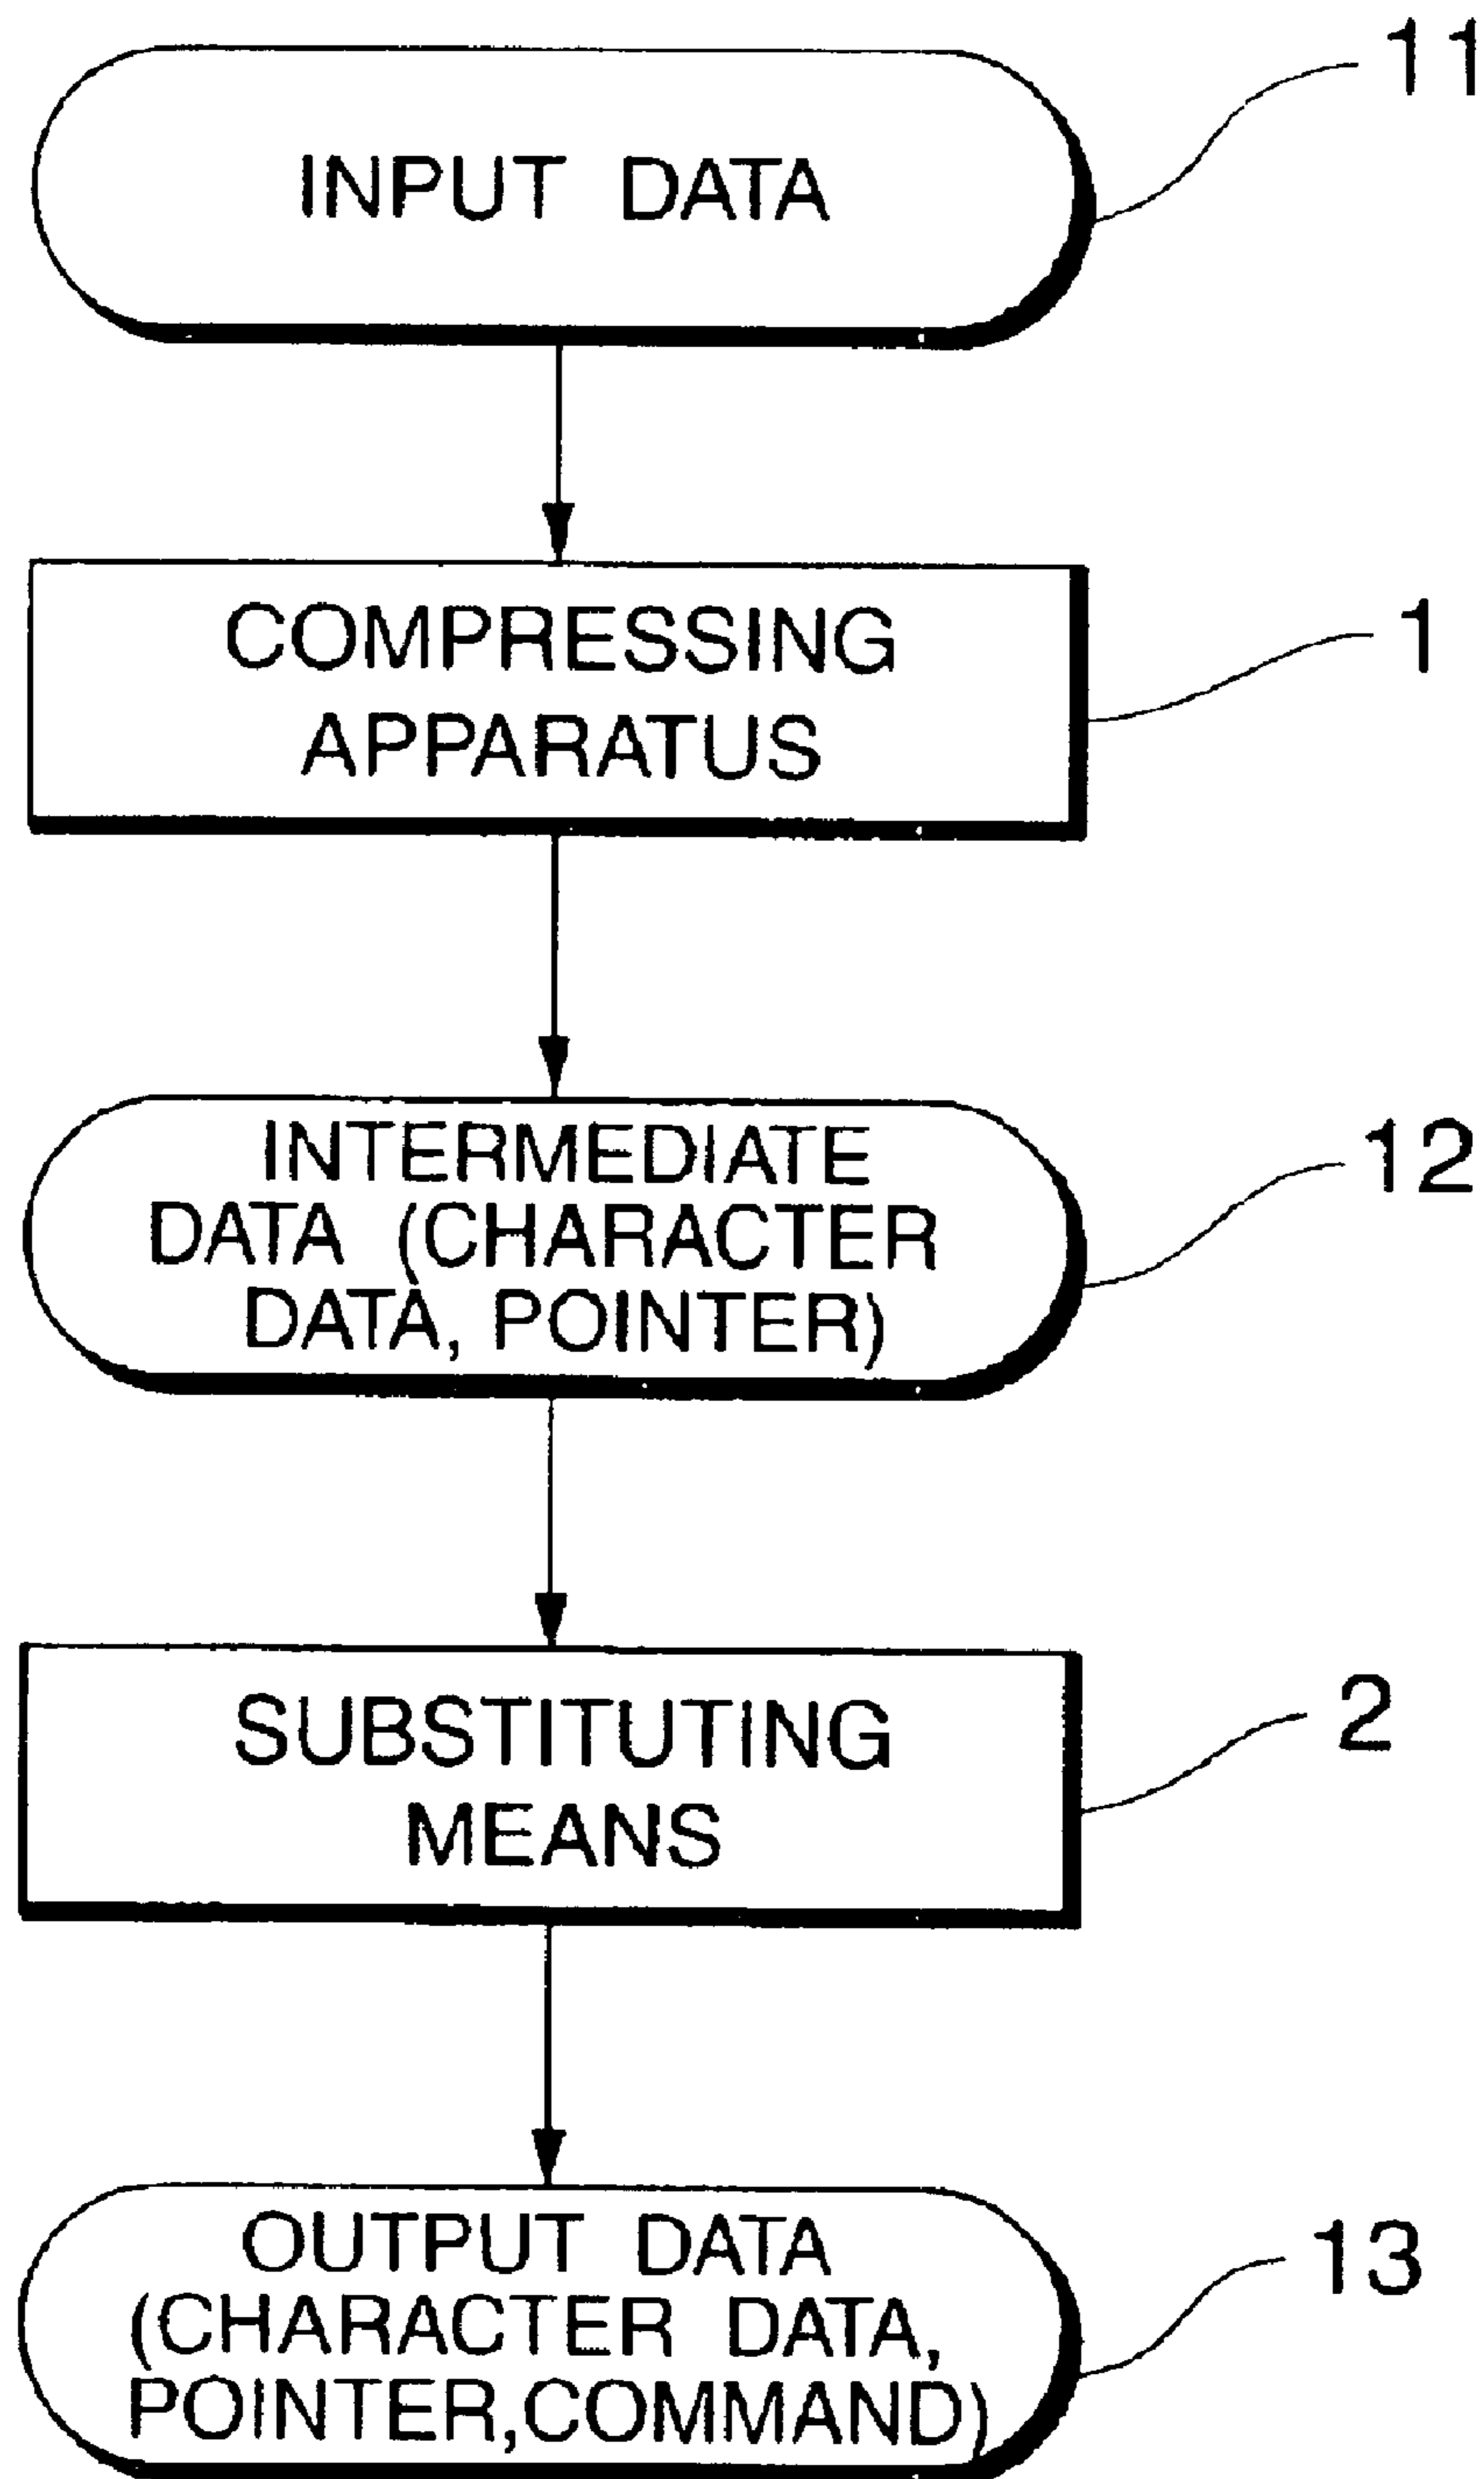 11
INPUT DATA
COMPRESSING
APPARATUS
1
INTERMEDIATE
DATA (CHARACTER
DATA, POINTER)
12
SUBSTITUTING
MEANS
2
OUTPUT DATA
(CHARACTER DATA,
POINTER,COMMAND)
13